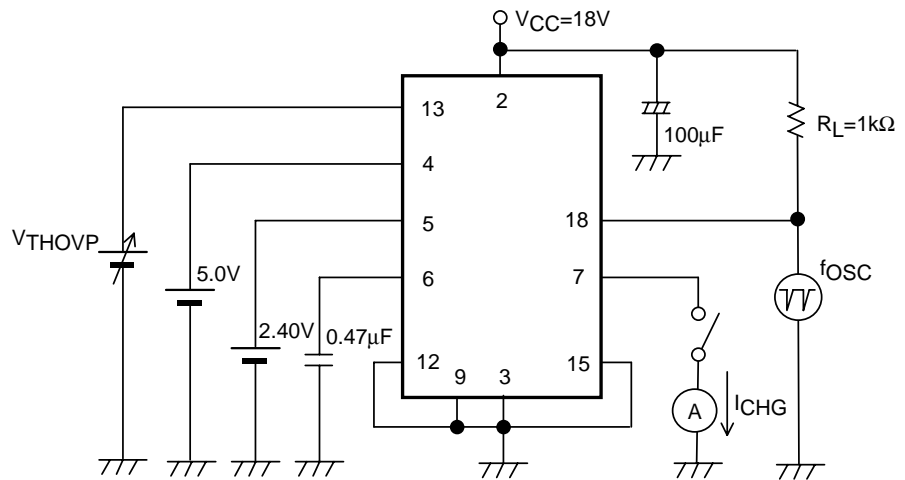 VCC=18V
13
2
100μF
RL=1kΩ
4
5
18
VTHOVP
5.0V
6
7
fOSC
2.40V
0.47μF
12
9
3
15
A
ICHG